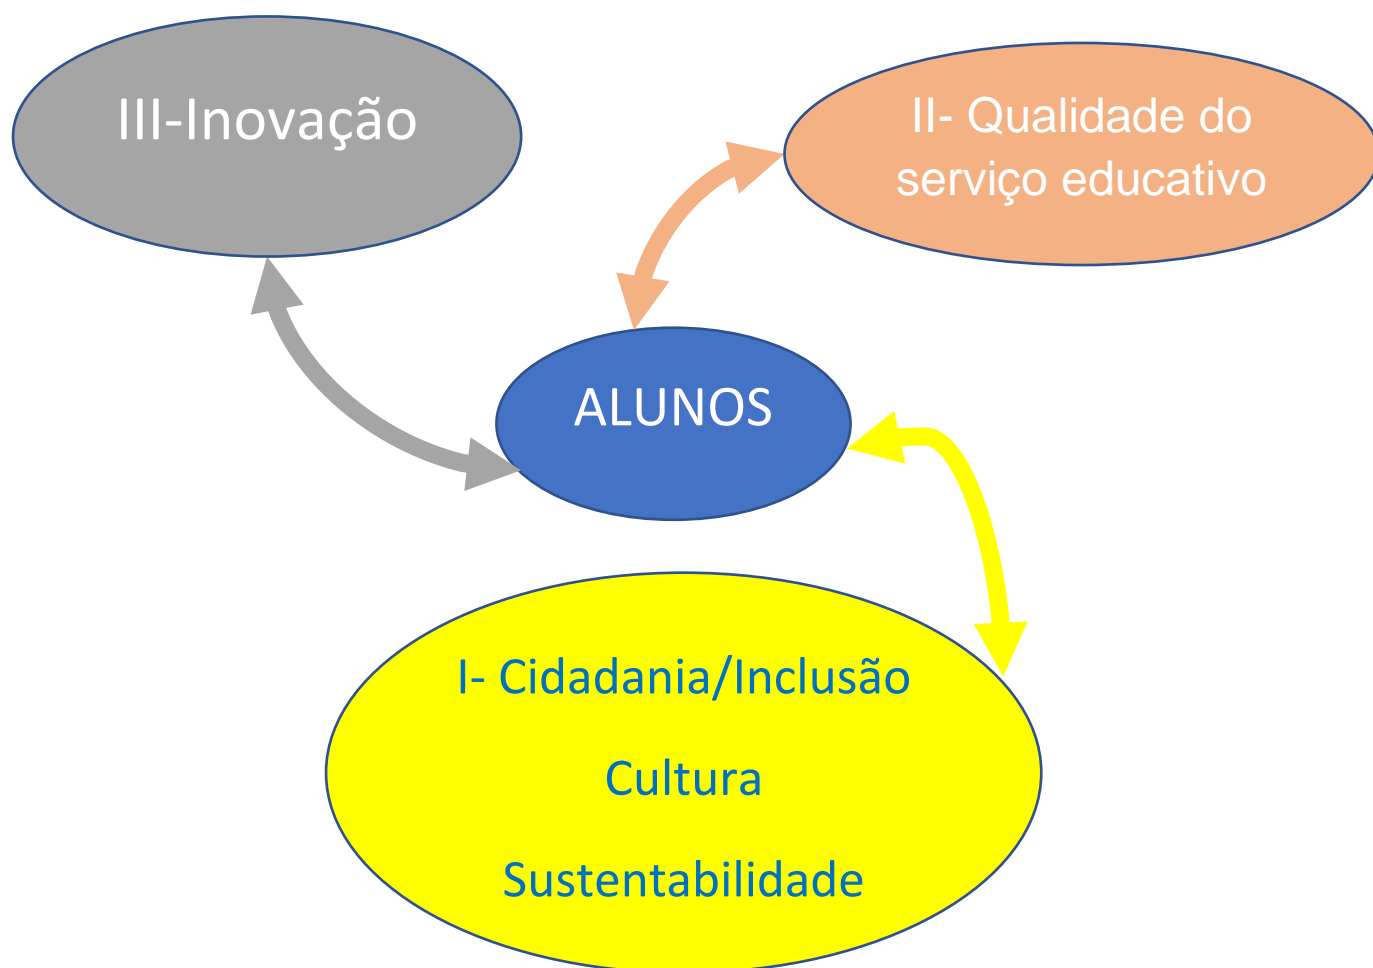 III-Inovação
II- Qualidade do
serviço educativo
ALUNOS
I- Cidadania/Inclusão
Cultura
Sustentabilidade